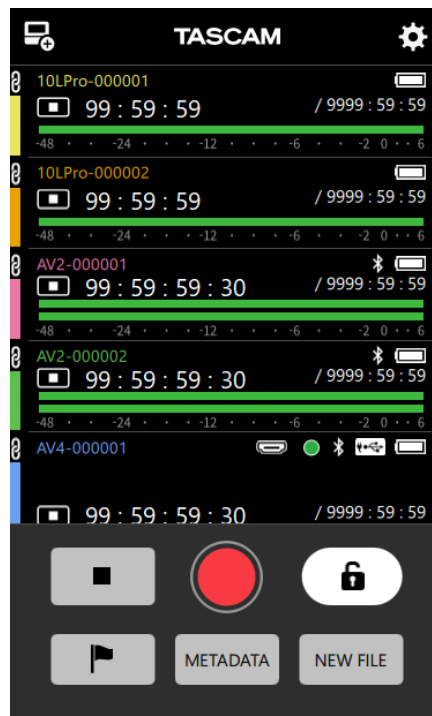 TASCAM
10LPro-000001
99 : 59 : 59 / 9999 : 59 : 59
-48 · · -24 · · -12 · · · -6 · · -2 0 · · 6
10LPro-000002
99 : 59 : 59 / 9999 : 59 : 59
-48 · · -24 · · -12 · · · -6 · · -2 0 · · 6
AV2-000001
99 : 59 : 59 : 30 / 9999 : 59 : 59
-48 · · -24 · · -12 · · · -6 · · -2 0 · · 6
AV2-000002
99 : 59 : 59 : 30 / 9999 : 59 : 59
-48 · · -24 · · -12 · · · -6 · · -2 0 · · 6
AV4-000001
99 : 59 : 59 : 30 / 9999 : 59 : 59
METADATA NEW FILE